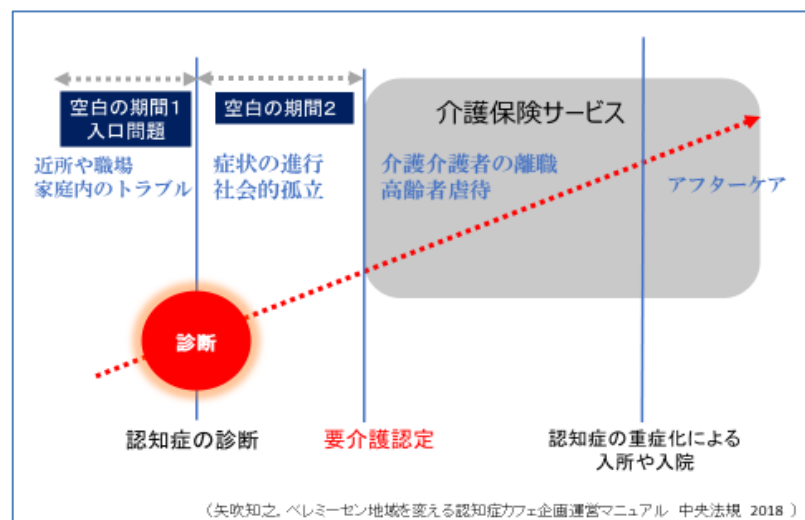 空白の期間1
入口問題
空白の期間2
介護保険サービス
近所や職場
家庭内のトラブル
症状の進行
社会的孤立
介護介護者の離職
高齢者虐待
アフターケア
診断
認知症の診断
要介護認定
認知症の重症化による
入所や入院
（矢吹知之．ベレミーセン地域を変える認知症カフェ企画運営マニュアル 中央法規 2018 ）